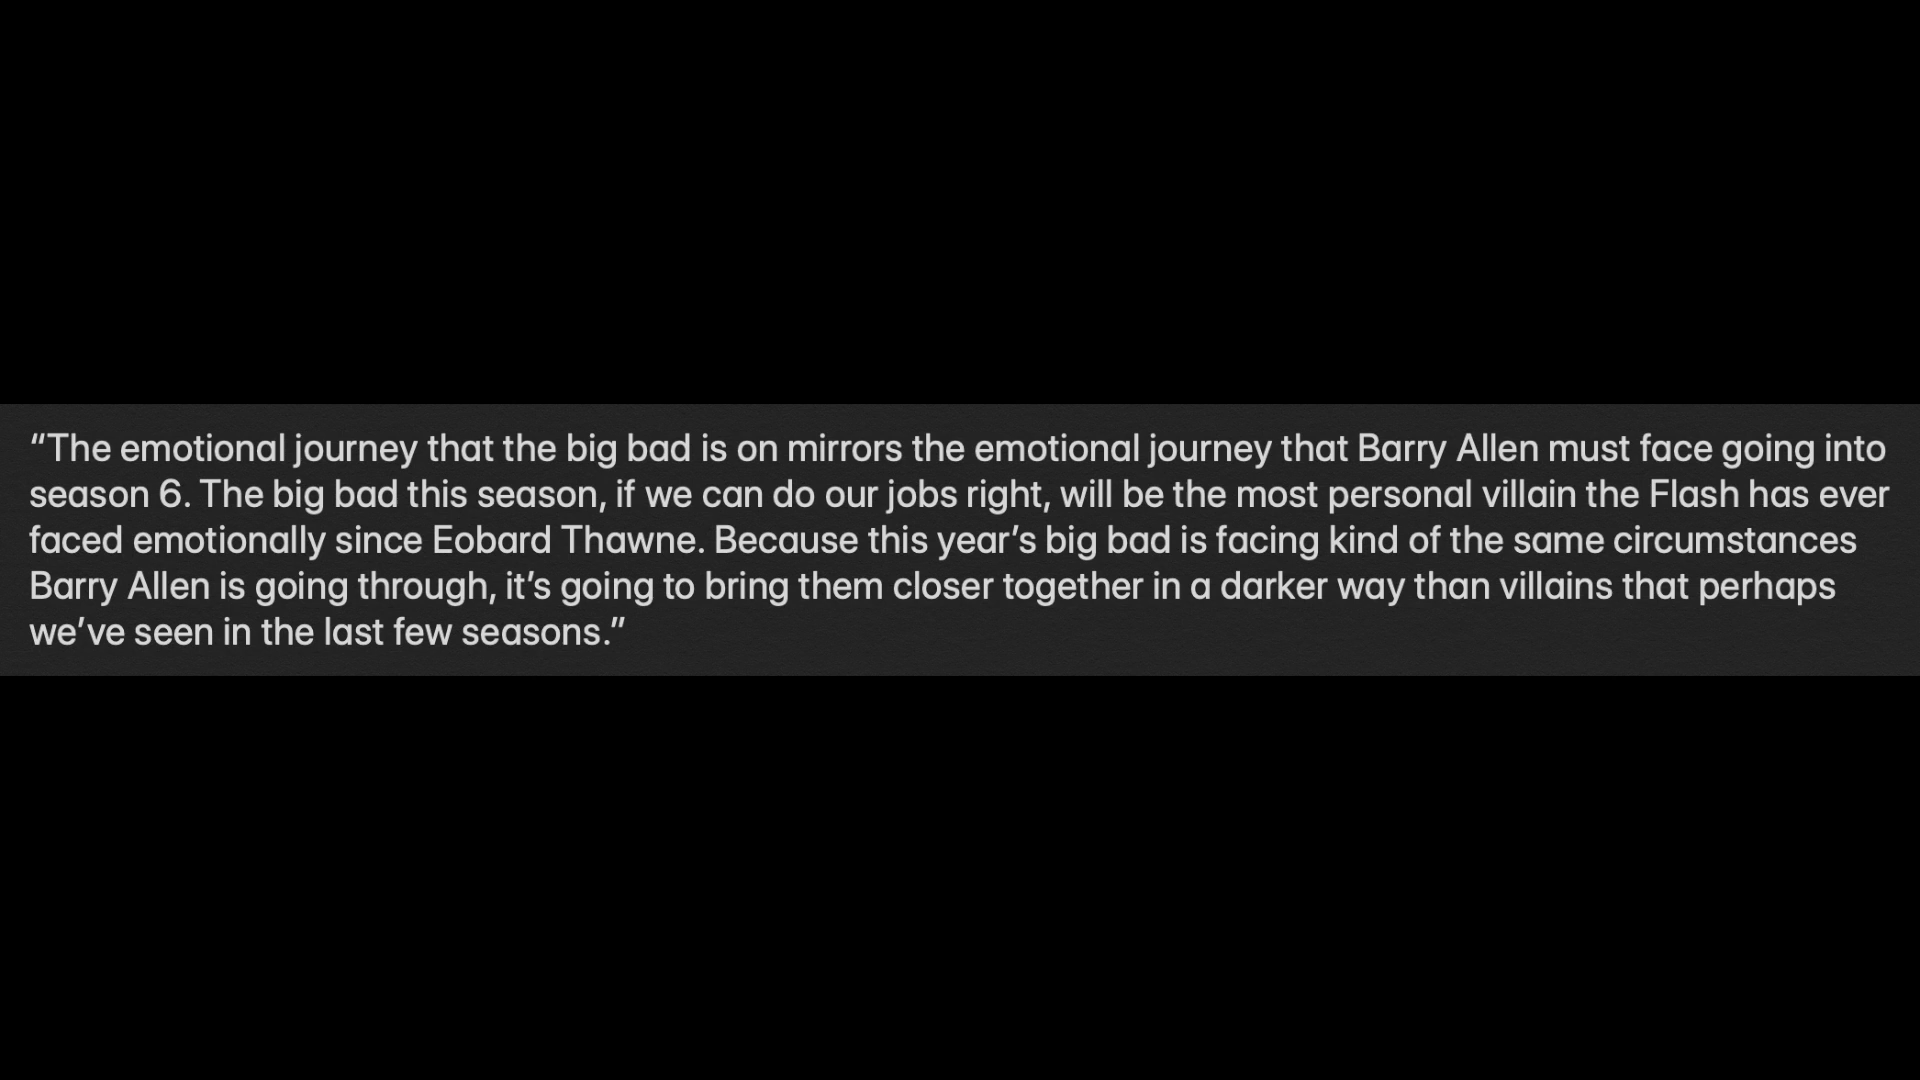 “The emotional journey that the big bad is on mirrors the emotional journey that Barry Allen must face going into
season 6. The big bad this season, if we can do our jobs right, will be the most personal villain the Flash has ever
faced emotionally since Eobard Thawne. Because this year’s big bad is facing kind of the same circumstances
Barry Allen is going through, it’s going to bring them closer together in a darker way than villains that perhaps
we’ve seen in the last few seasons.”